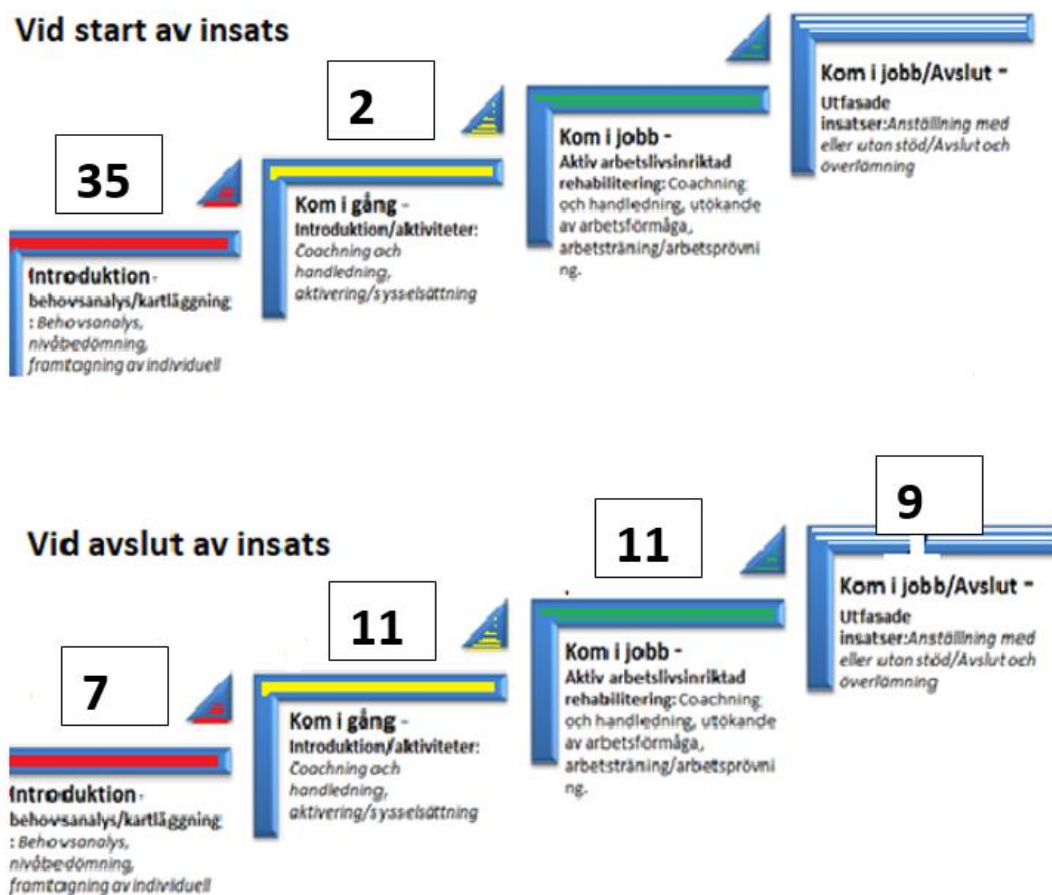 Vid start av insats
35
Introduktion -
behovsanalys/kartläggning
: Behovsanalys,
nivåbedömning,
framtagning av individuell
2
Kom i gång -
Introduktion/aktiviteter:
Coachning och
handledning,
aktivering/sysselsättning
Kom i jobb -
Aktiv arbetslivsinriktad
rehabilitering: Coachning
och handledning, utökande
av arbetsförmåga,
arbetsträning/arbetsprövni
ng.
Kom i jobb/Avslut -
Utfasade
insatser:Anställning med
eller utan stöd/Avslut och
överlämning
Vid avslut av insats
7
Introduktion -
behovsanalys/kartläggning
: Behovsanalys,
nivåbedömning,
framtagning av individuell
11
Kom i gång -
Introduktion/aktiviteter:
Coachning och
handledning,
aktivering/sysselsättning
11
Kom i jobb -
Aktiv arbetslivsinriktad
rehabilitering: Coachning
och handledning, utökande
av arbetsförmåga,
arbetsträning/arbetsprövni
ng.
9
Kom i jobb/Avslut -
Utfasade
insatser:Anställning med
eller utan stöd/Avslut och
överlämning